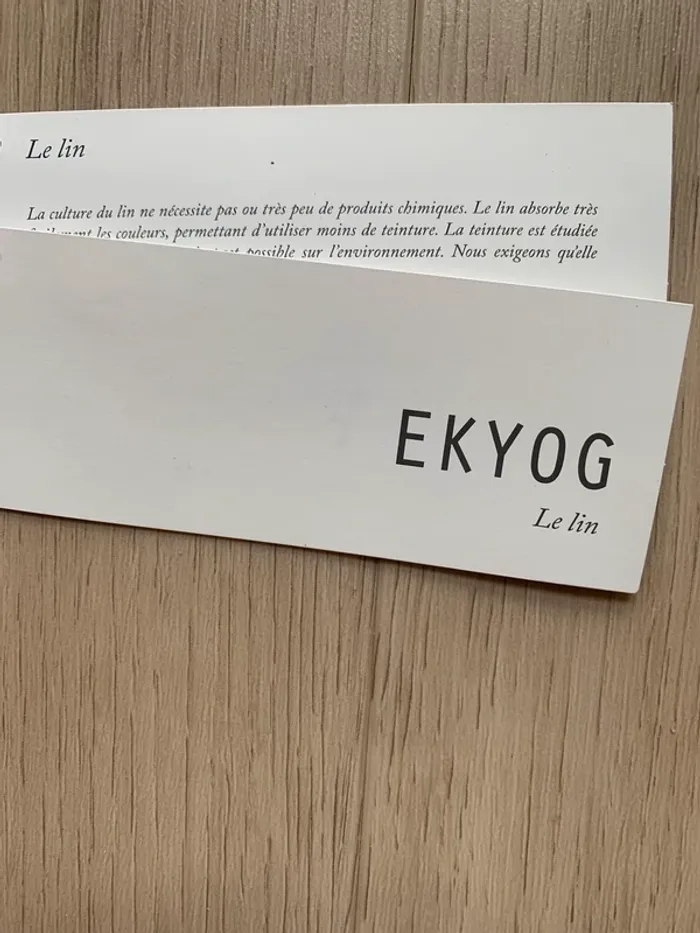 Le lin
La culture du lin ne nécessite pas ou très peu de produits chimiques. Le lin absorbe très
les couleurs, permettant d'utiliser moins de teinture. La teinture est étudiée
possible sur l'environnement. Nous exigeons qu'elle
EKYOG
Le lin